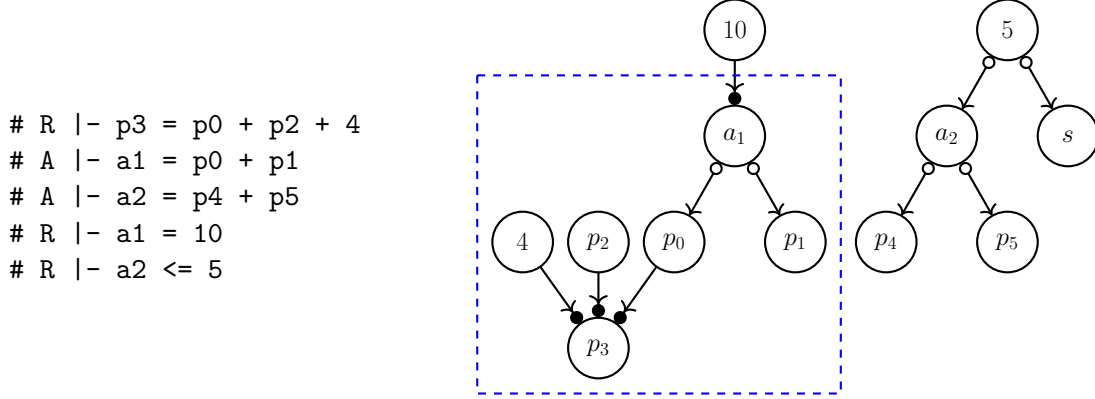 # R |- p3 = p0 + p2 + 4
# A |- a1 = p0 + p1
# A |- a2 = p4 + p5
# R |- a1 = 10
# R |- a2 <= 5
10
5
a₁
a₂
s
4
p₂
p₀
p₁
p₄
p₅
p₃